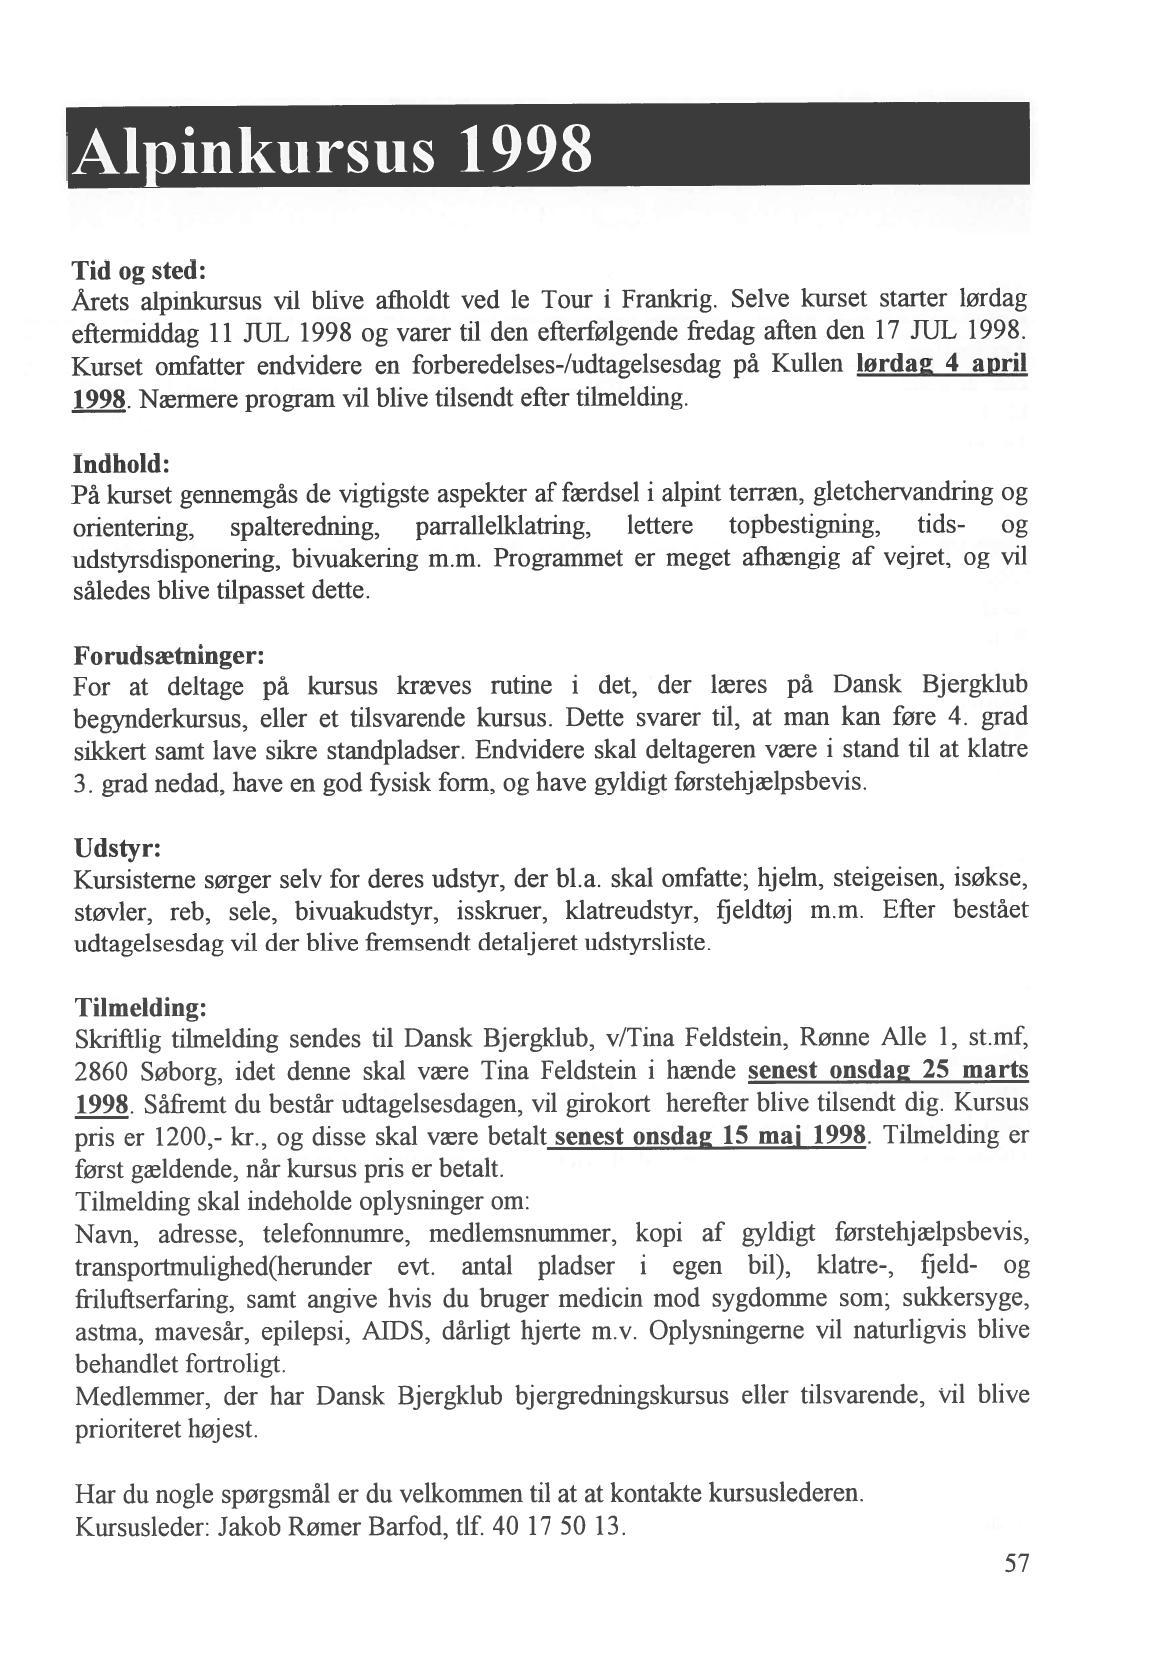 Alpinkursus 1998
Tid og sted:
Årets alpinkursus vil blive afholdt ved le Tour i Frankrig. Selve kurset starter lørdag
eftermiddag 11 JUL 1998 og varer til den efterfølgende fredag aften den 17 JUL 1998.
Kurset omfatter endvidere en forberedelses-/udtagelsesdag på Kullen lørdag 4 april
1998. Nærmere program vil blive tilsendt efter tilmelding.
Indhold:
På kurset gennemgås de vigtigste aspekter af færdsel i alpint terræn, gletchervandring og
orientering, spalteredning, parrallelklatring, lettere topbestigning, tids- og
udstyrsdisponering, bivuakering m.m. Programmet er meget afhængig af vejret, og vil
således blive tilpasset dette.
Forudsætninger:
For at deltage på kursus kræves rutine i det, der læres på Dansk Bjergklub
begynderkursus, eller et tilsvarende kursus. Dette svarer til, at man kan føre 4. grad
sikkert samt lave sikre standpladser. Endvidere skal deltageren være i stand til at klatre
3. grad nedad, have en god fysisk form, og have gyldigt førstehjælpsbevis.
Udstyr:
Kursisterne sørger selv for deres udstyr, der bl.a. skal omfatte; hjelm, steigeisen, isøkse,
støvler, reb, sele, bivuakudstyr, isskruer, klatreudstyr, fjeldtøj m.m. Efter bestået
udtagelsesdag vil der blive fremsendt detaljeret udstyrsliste.
Tilmelding:
Skriftlig tilmelding sendes til Dansk Bjergklub, v/Tina Feldstein, Rønne Alle 1, st.mf,
2860 Søborg, idet denne skal være Tina Feldstein i hænde senest onsdag 25 marts
1998. Såfremt du består udtagelsesdagen, vil girokort herefter blive tilsendt dig. Kursus
pris er 1200,- kr., og disse skal være betalt senest onsdag 15 maj 1998. Tilmelding er
først gældende, når kursus pris er betalt.
Tilmelding skal indeholde oplysninger om:
Navn, adresse, telefonnumre, medlemsnummer, kopi af gyldigt førstehjælpsbevis,
transportmulighed(herunder evt. antal pladser i egen bil), klatre-, fjeld- og
friluftserfaring, samt angive hvis du bruger medicin mod sygdomme som; sukkersyge,
astma, mavesår, epilepsi, AIDS, dårligt hjerte m.v. Oplysningerne vil naturligvis blive
behandlet fortroligt.
Medlemmer, der har Dansk Bjergklub bjergredningskursus eller tilsvarende, vil blive
prioriteret højest.
Har du nogle spørgsmål er du velkommen til at at kontakte kursuslederen.
Kursusleder: Jakob Rømer Barfod, tlf. 40 17 50 13.
57